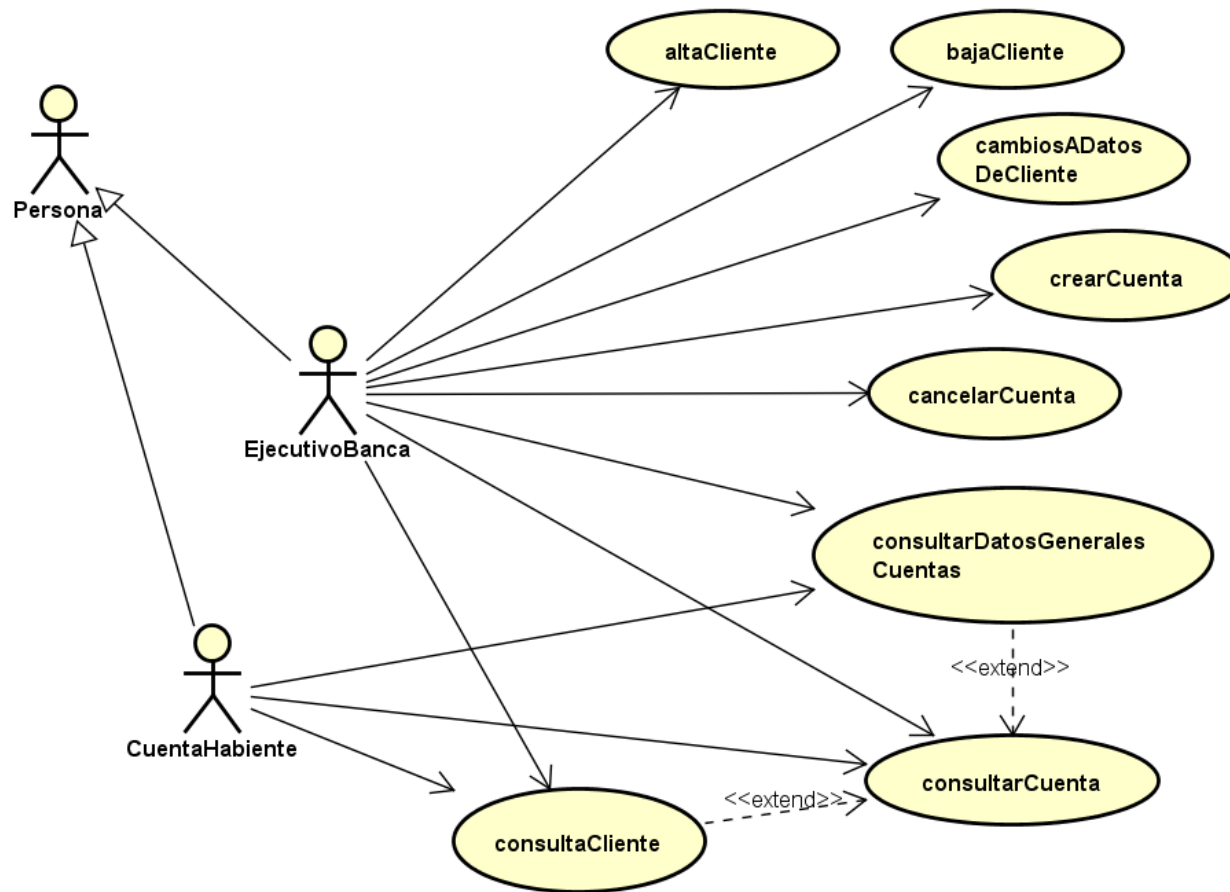 altaCliente
bajaCliente
cambiosADatos
DeCliente
Persona
crearCuenta
cancelarCuenta
EjecutivoBanca
consultarDatosGenerales
Cuentas
<<extend>>
CuentaHabiente
consultarCuenta
<<extend>>
consultaCliente